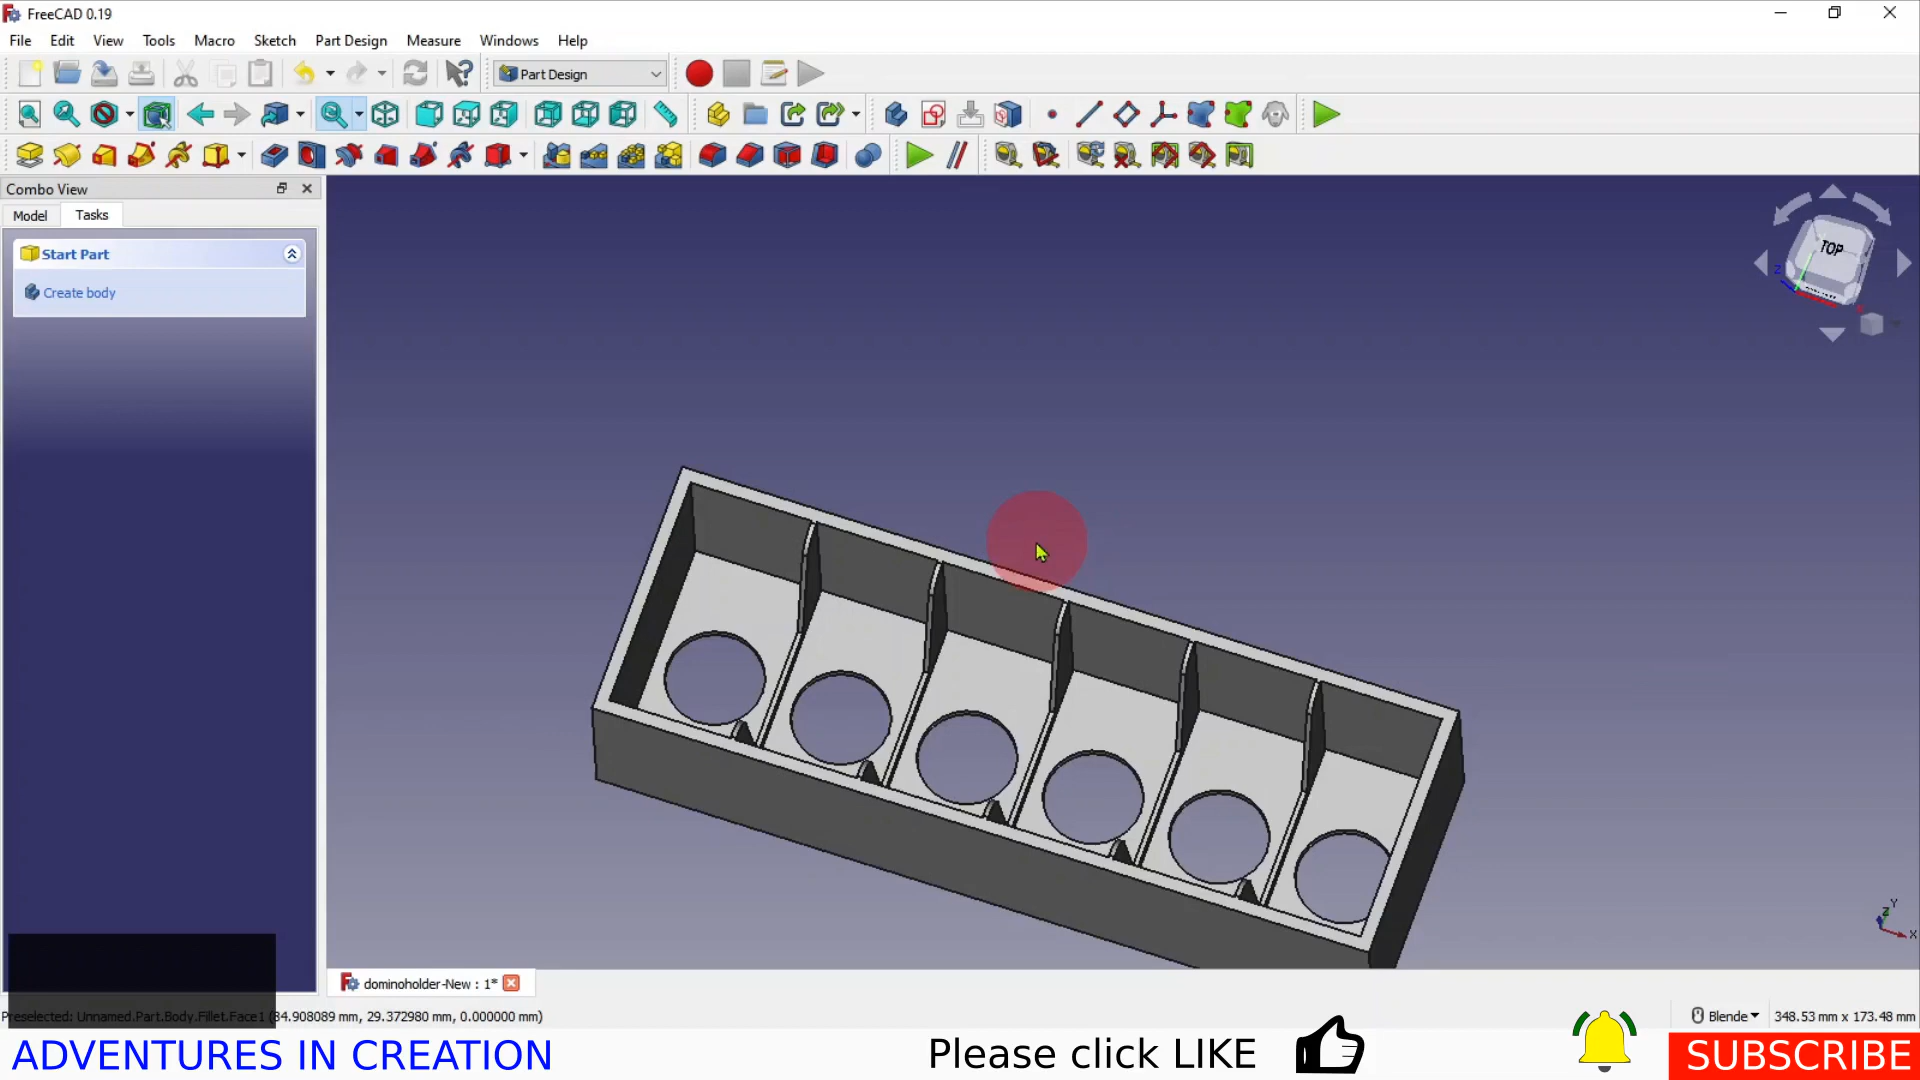 FreeCAD 0.19
File Edit View Tools Macro Sketch Part Design Measure Windows Help
Part Design
Combo View
Model Tasks
Start Part
Create body
TOP
Z
Y
Z
X
dominoholder-New : 1*
Preselected: Unnamed.Part.Body.Fillet.Face1 (84.908089 mm, 29.372980 mm, 0.000000 mm)
Blende 348.53 mm x 173.48 mm
ADVENTURES IN CREATION
Please click LIKE
SUBSCRIBE